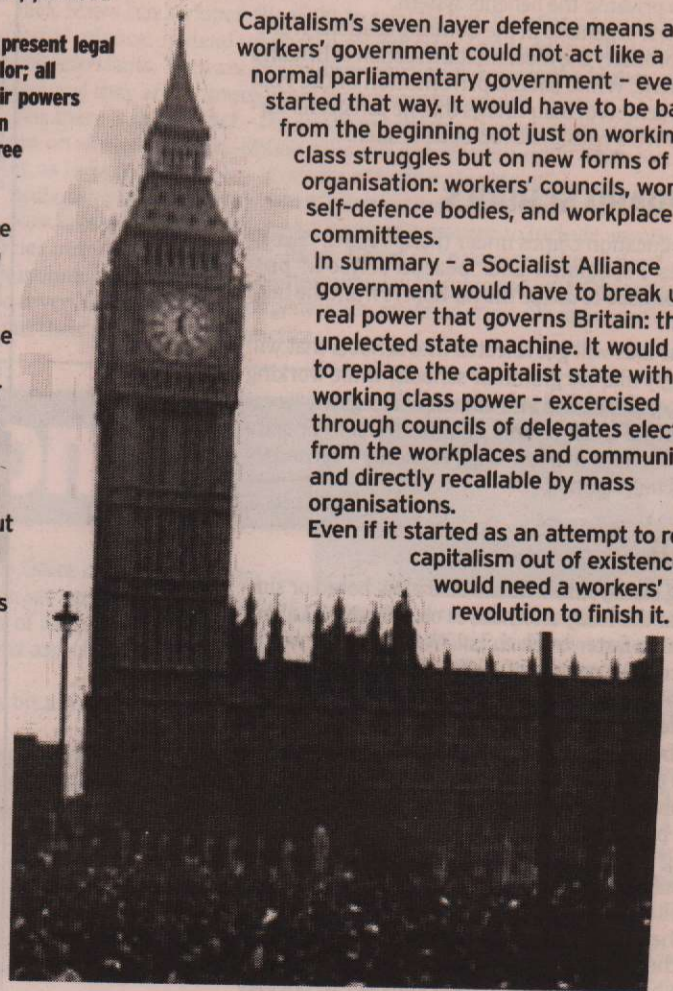 present legal
lor; all
ir powers
n
ree
e
e
ut
s
Capitalism's seven layer defence means a
workers' government could not act like a
normal parliamentary government – eve
started that way. It would have to be ba
from the beginning not just on workin
class struggles but on new forms of
organisation: workers' councils, wor
self-defence bodies, and workplace
committees.
In summary – a Socialist Alliance
government would have to break u
real power that governs Britain: th
unelected state machine. It would
to replace the capitalist state with
working class power – excercised
through councils of delegates elect
from the workplaces and communi
and directly recallable by mass
organisations.
Even if it started as an attempt to re
capitalism out of existenc
would need a workers'
revolution to finish it.